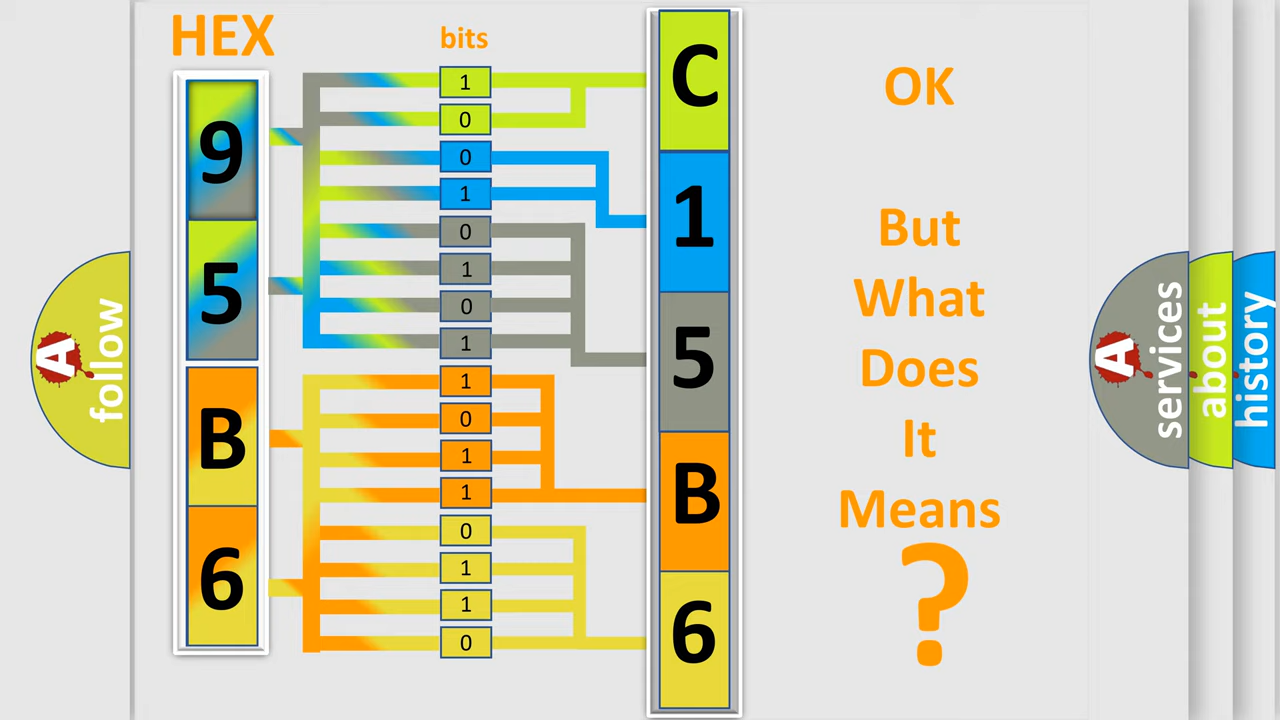 HEX
bits
9
5
B
6
1
0
0
1
0
1
0
1
1
0
1
1
0
1
1
0
C
1
5
B
6
OK
But
What
Does
It
Means
?
A
follow
A
services
about
history